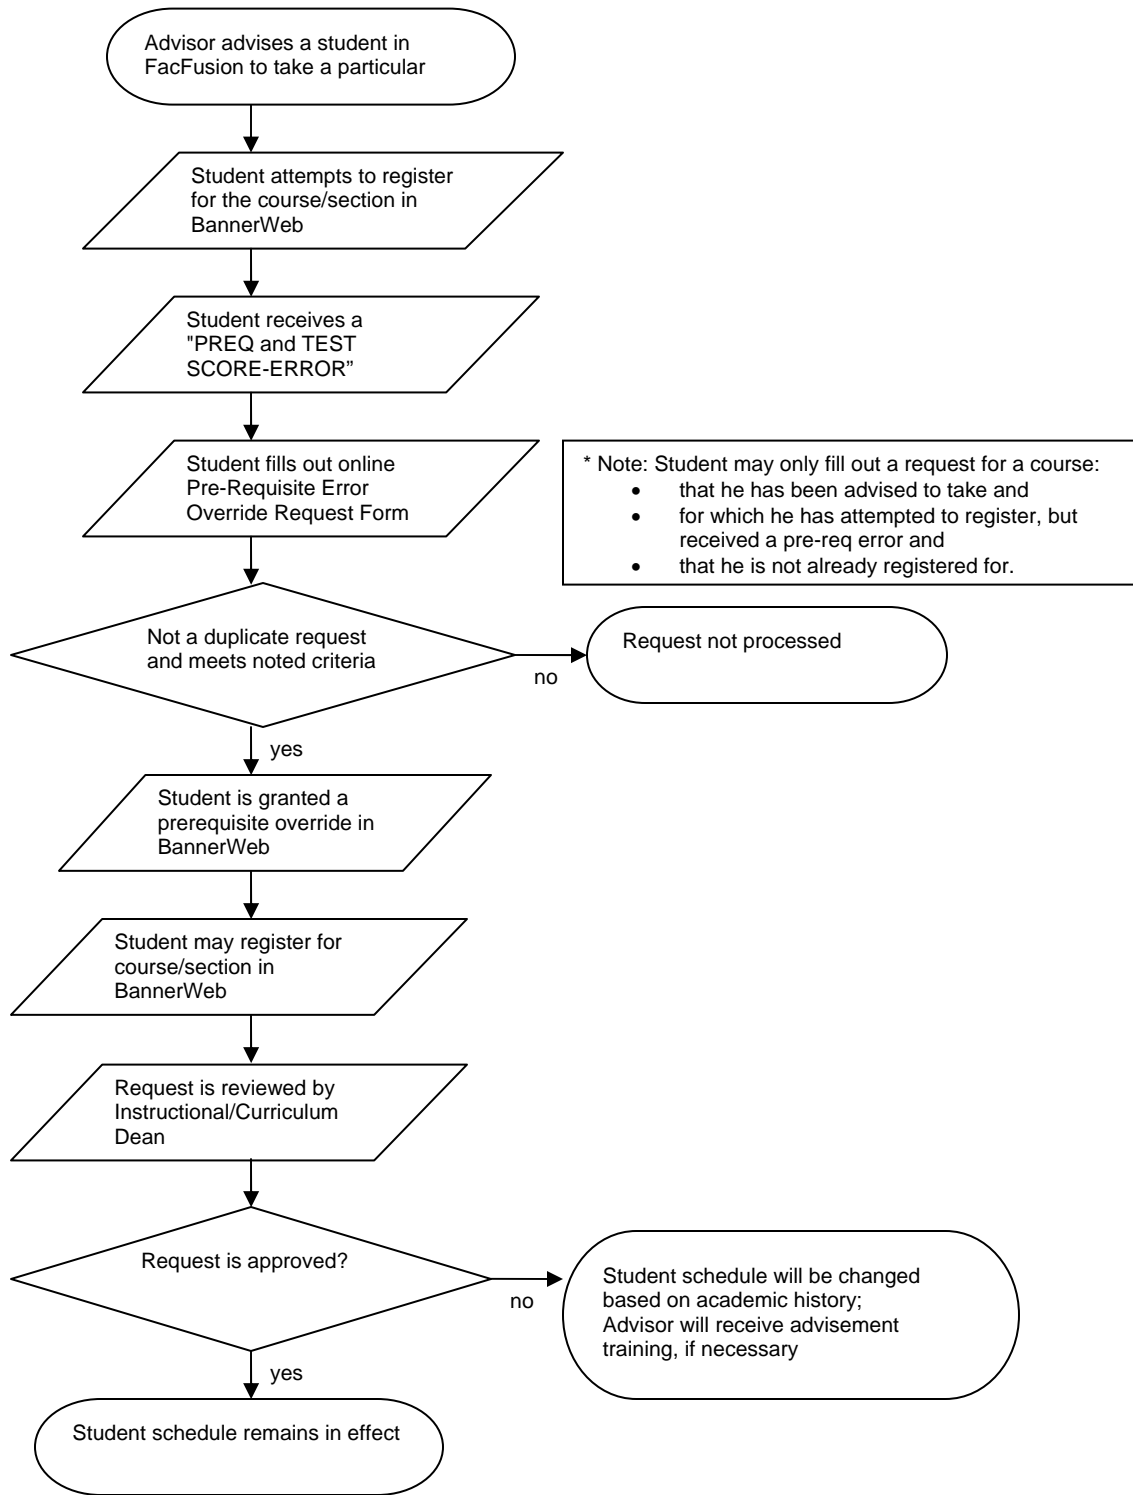 Advisor advises a student in
FacFusion to take a particular
Student attempts to register
for the course/section in
BannerWeb
Student receives a
"PREQ and TEST
SCORE-ERROR”
Student fills out online
Pre-Requisite Error
Override Request Form
* Note: Student may only fill out a request for a course:
• that he has been advised to take and
• for which he has attempted to register, but
received a pre-req error and
• that he is not already registered for.
Not a duplicate request
and meets noted criteria
no
Request not processed
yes
Student is granted a
prerequisite override in
BannerWeb
Student may register for
course/section in
BannerWeb
Request is reviewed by
Instructional/Curriculum
Dean
Request is approved?
no
Student schedule will be changed
based on academic history;
Advisor will receive advisement
training, if necessary
yes
Student schedule remains in effect